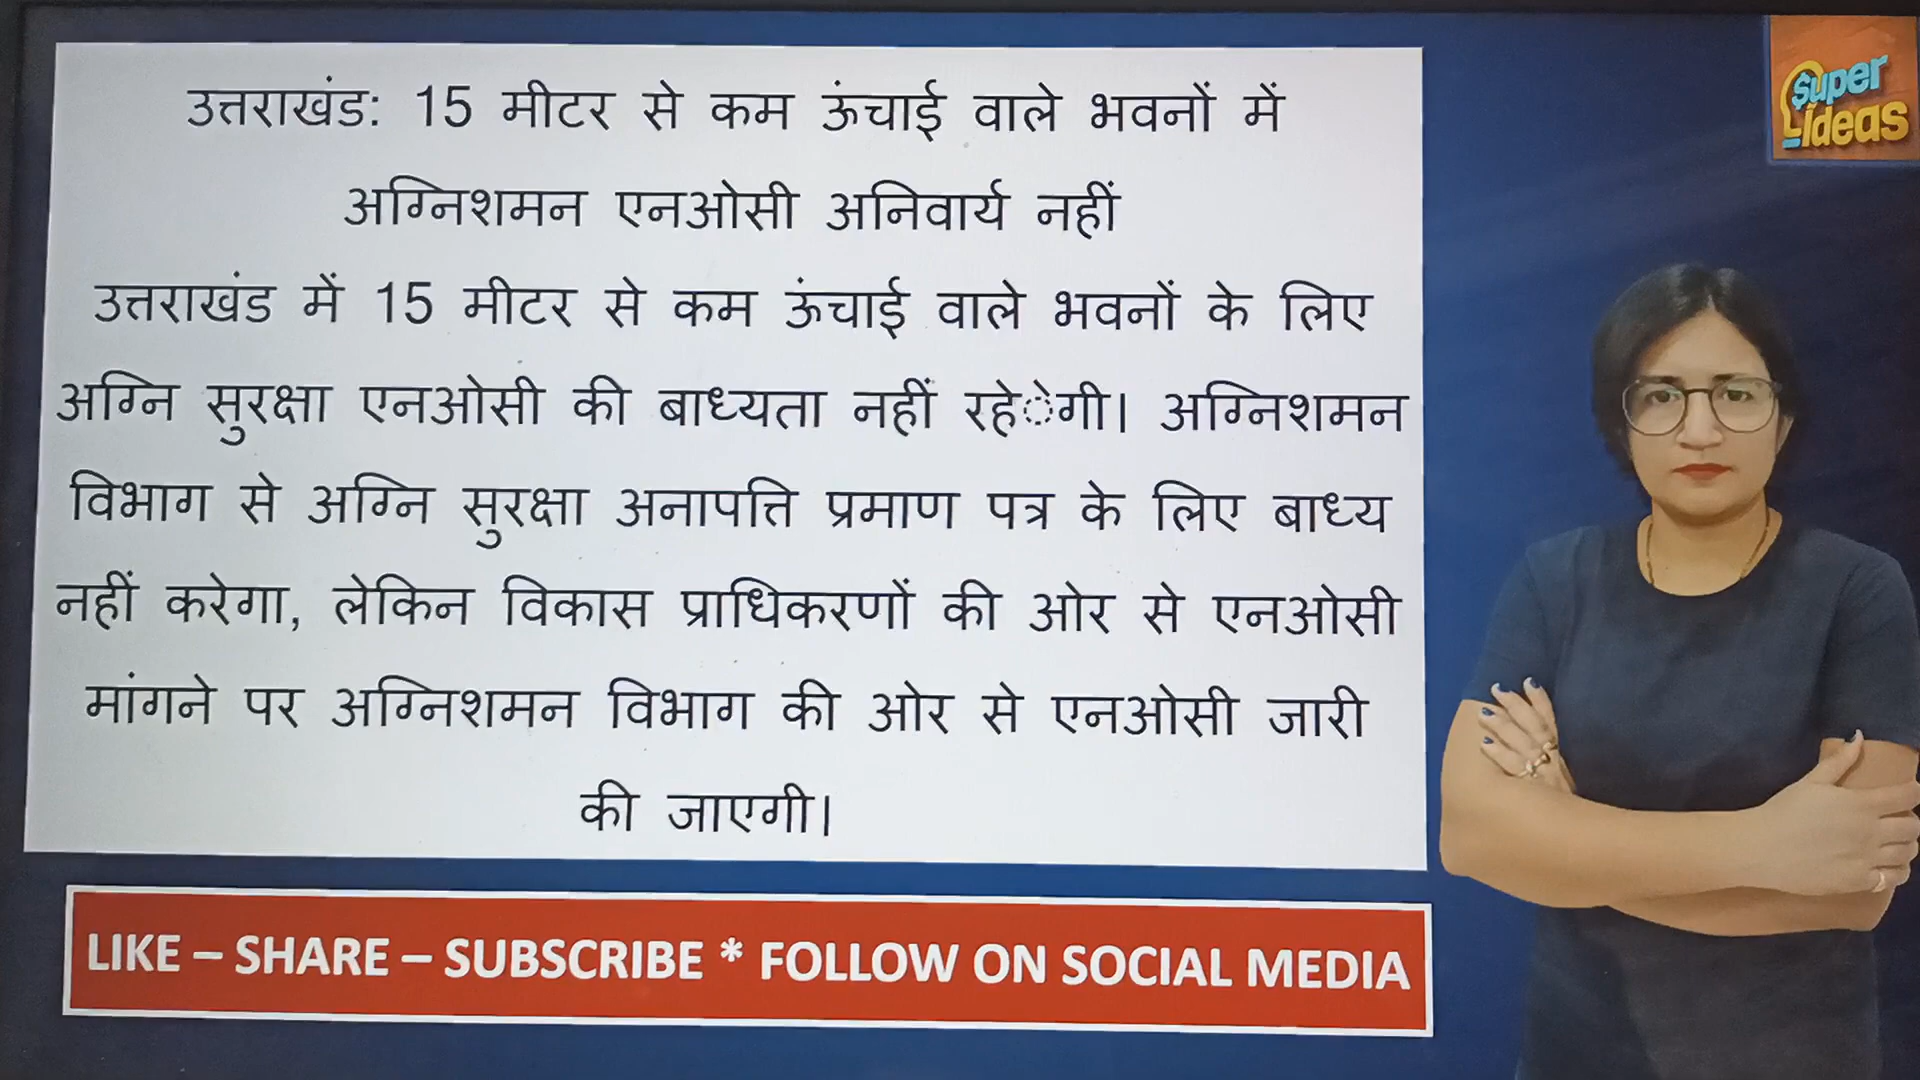 उत्तराखंड: 15 मीटर से कम ऊंचाई वाले भवनों में
अग्निशमन एनओसी अनिवार्य नहीं
उत्तराखंड में 15 मीटर से कम ऊंचाई वाले भवनों के लिए
अग्नि सुरक्षा एनओसी की बाध्यता नहीं रहेेगी। अग्निशमन
विभाग से अग्नि सुरक्षा अनापत्ति प्रमाण पत्र के लिए बाध्य
नहीं करेगा, लेकिन विकास प्राधिकरणों की ओर से एनओसी
मांगने पर अग्निशमन विभाग की ओर से एनओसी जारी
की जाएगी।
LIKE – SHARE – SUBSCRIBE * FOLLOW ON SOCIAL MEDIA
Super
ideas